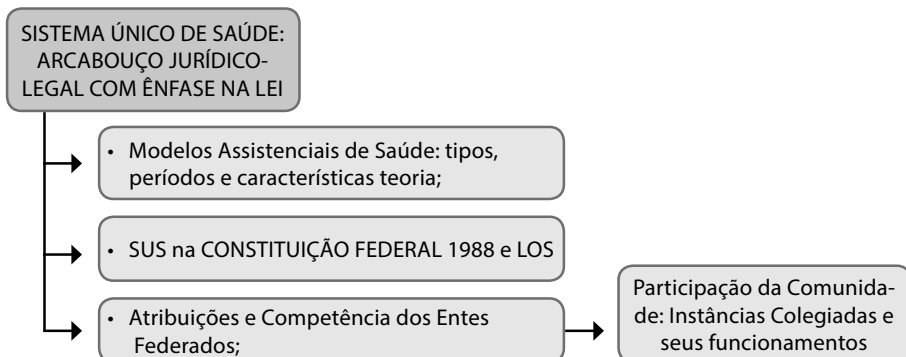 SISTEMA ÚNICO DE SAÚDE:
ARCABOUÇO JURÍDICO-
LEGAL COM ÊNFASE NA LEI
• Modelos Assistenciais de Saúde: tipos,
períodos e características teoria;
• SUS na CONSTITUIÇÃO FEDERAL 1988 e LOS
• Atribuições e Competência dos Entes
Federados;
Participação da Comunida-
de: Instâncias Colegiadas e
seus funcionamentos